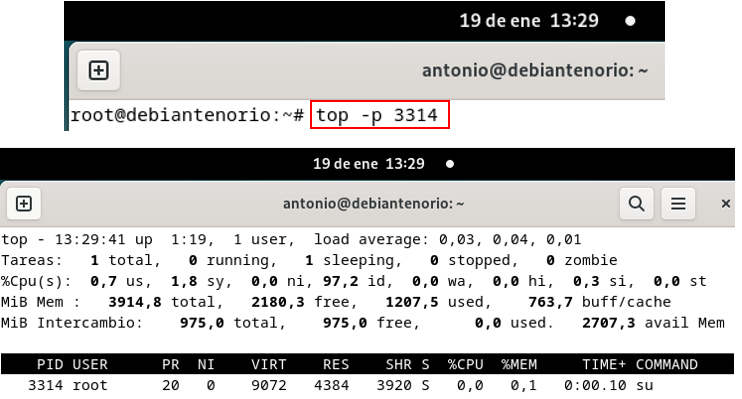 19 de ene 13:29
antonio@debiantenorio: ~
root@debiantenorio:~# top -p 3314
19 de ene 13:29
antonio@debiantenorio: ~
top - 13:29:41 up  1:19,  1 user,  load average: 0,03, 0,04, 0,01
Tareas:   1 total,   0 running,   1 sleeping,   0 stopped,   0 zombie
%Cpu(s):  0,7 us,  1,8 sy,  0,0 ni, 97,2 id,  0,0 wa,  0,0 hi,  0,3 si,  0,0 st
MiB Mem :   3914,8 total,   2180,3 free,   1207,5 used,    763,7 buff/cache
MiB Intercambio:    975,0 total,    975,0 free,      0,0 used.   2707,3 avail Mem
PID USER      PR  NI    VIRT    RES    SHR S  %CPU  %MEM     TIME+ COMMAND
3314 root      20   0    9072   4384   3920 S   0,0   0,1   0:00.10 su